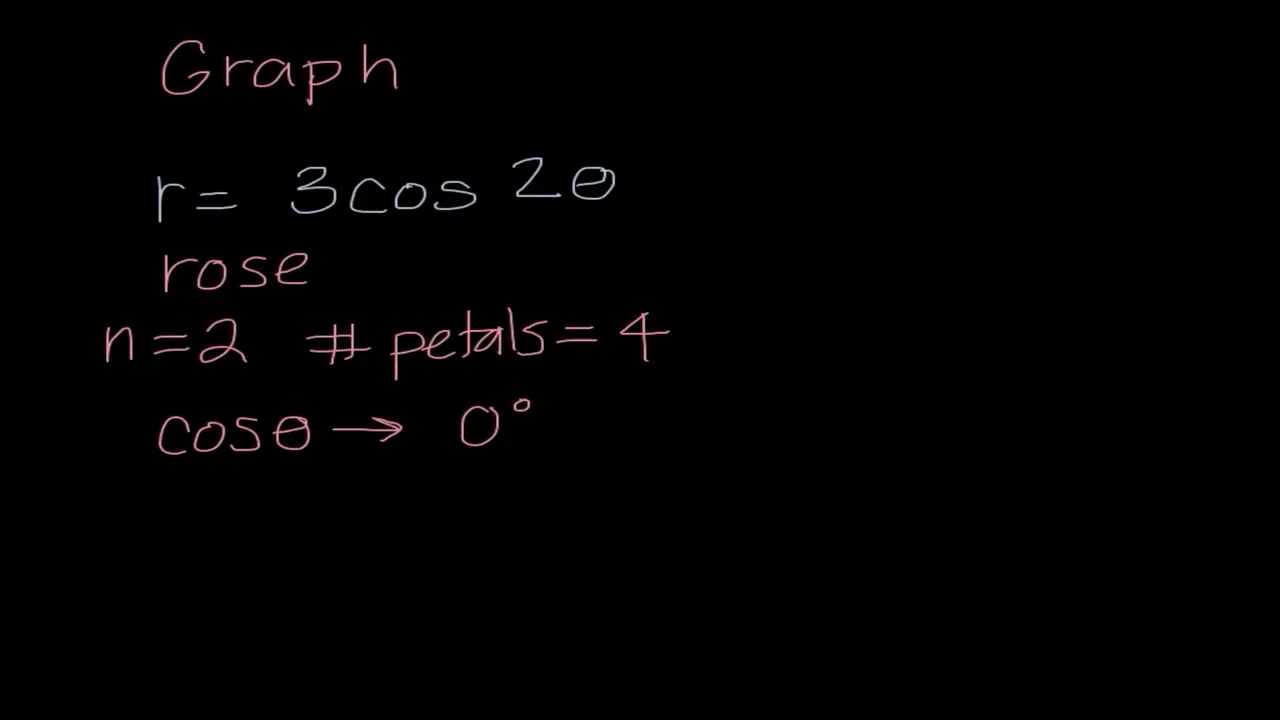 Graph
r = 3cos 2θ
rose
n = 2 # petals = 4
cosθ → 0°